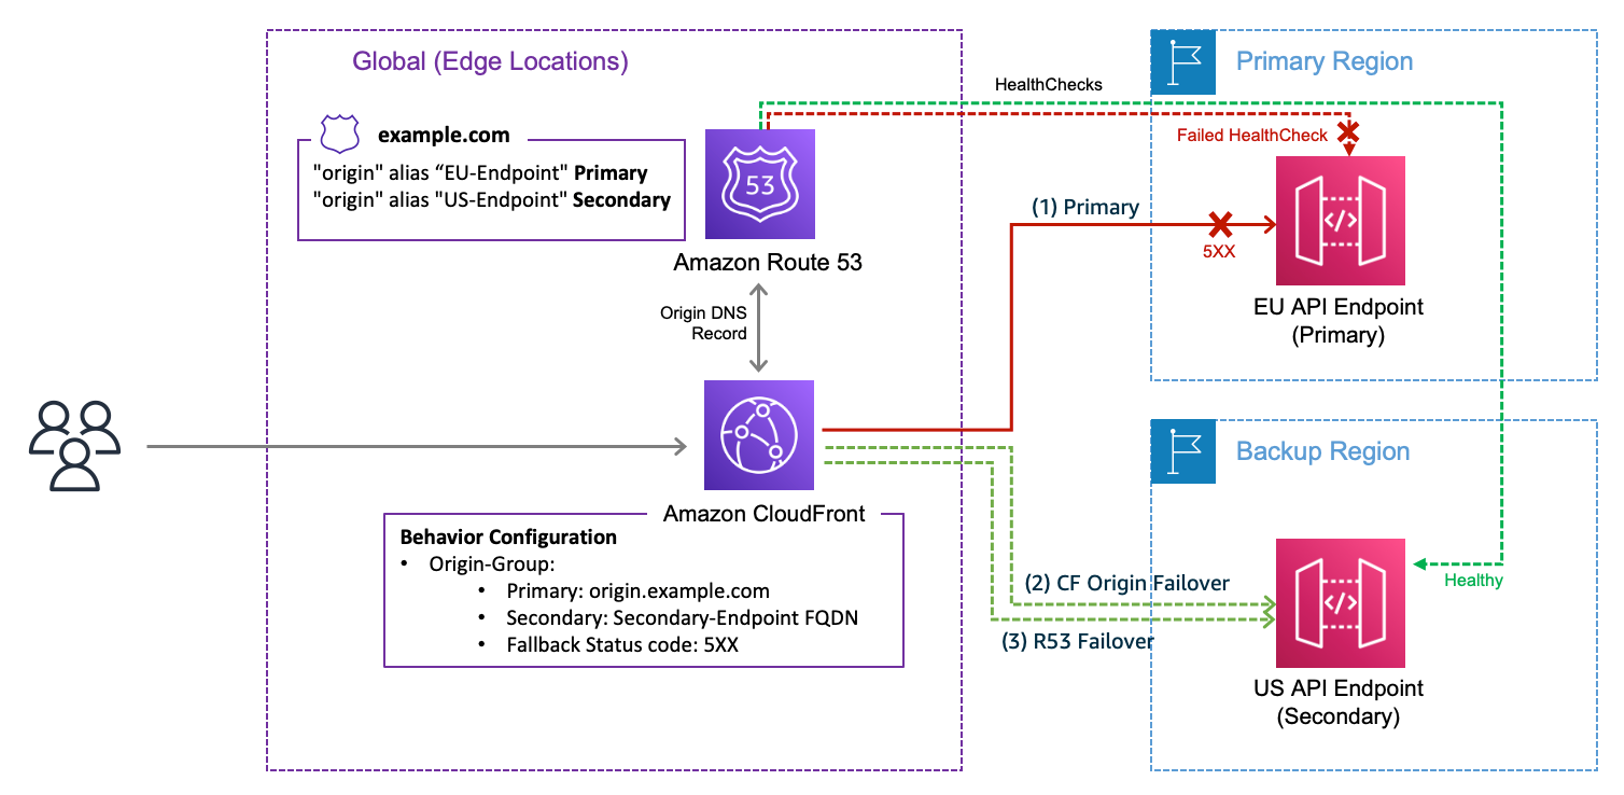 Global (Edge Locations)
example.com
"origin" alias “EU-Endpoint" Primary
"origin" alias "US-Endpoint" Secondary
53
Amazon Route 53
Origin DNS
Record
Amazon CloudFront
Behavior Configuration
• Origin-Group:
• Primary: origin.example.com
• Secondary: Secondary-Endpoint FQDN
• Fallback Status code: 5XX
HealthChecks
Primary Region
Failed HealthCheck
(1) Primary
5XX
</>
EU API Endpoint
(Primary)
Backup Region
(2) CF Origin Failover
(3) R53 Failover
Healthy
</>
US API Endpoint
(Secondary)